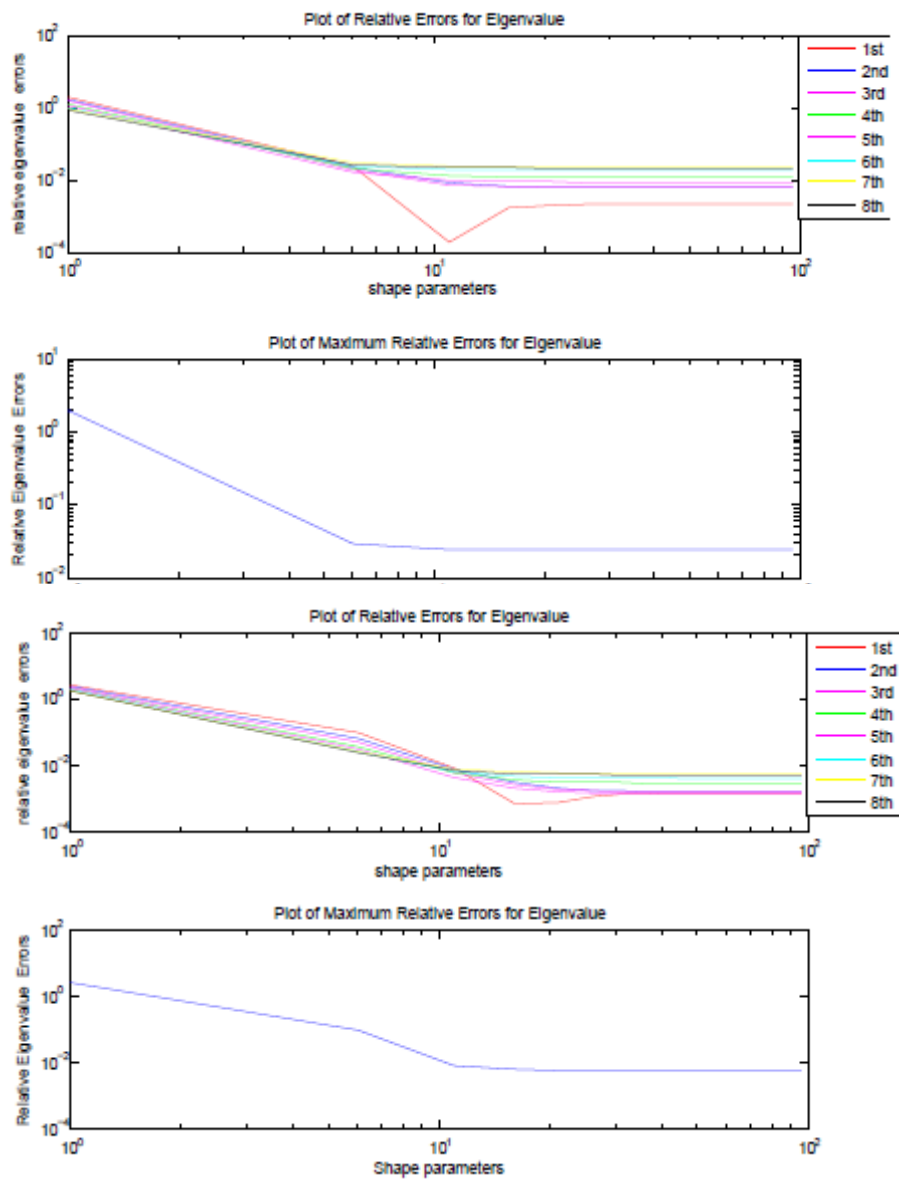 Plot of Relative Errors for Eigenvalue
relative eigenvalue errors
10^2
10^0
10^-2
10^-4
10^0
10^1
10^2
shape parameters
1st
2nd
3rd
4th
5th
6th
7th
8th
Plot of Maximum Relative Errors for Eigenvalue
Relative Eigenvalue Errors
10^1
10^0
10^-1
10^-2
Plot of Relative Errors for Eigenvalue
relative eigenvalue errors
10^2
10^0
10^-2
10^-4
10^0
10^1
10^2
shape parameters
1st
2nd
3rd
4th
5th
6th
7th
8th
Plot of Maximum Relative Errors for Eigenvalue
Relative Eigenvalue Errors
10^2
10^0
10^-2
10^-4
10^0
10^1
10^2
Shape parameters